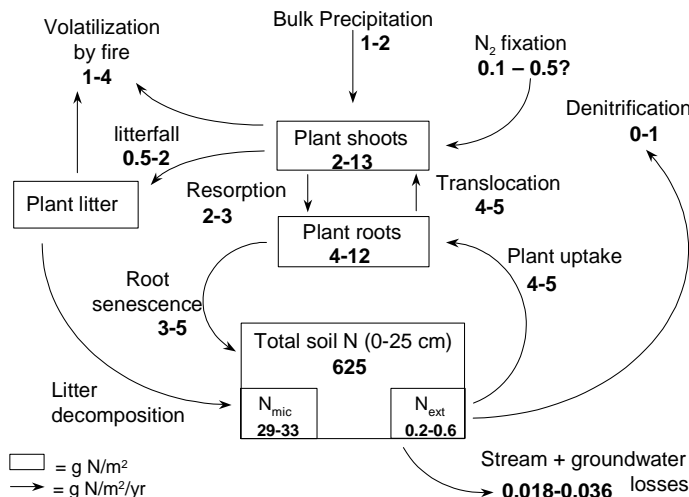 Volatilization
by fire
1-4
Bulk Precipitation
1-2
N₂ fixation
0.1 – 0.5?
Denitrification
0-1
litterfall
0.5-2
Plant shoots
2-13
Plant litter
Resorption
2-3
Translocation
4-5
Plant roots
4-12
Plant uptake
4-5
Root
senescence
3-5
Total soil N (0-25 cm)
625
Litter
decomposition
Nmic
29-33
Next
0.2-0.6
= g N/m²
= g N/m²/yr
Stream + groundwater
losses
0.018-0.036